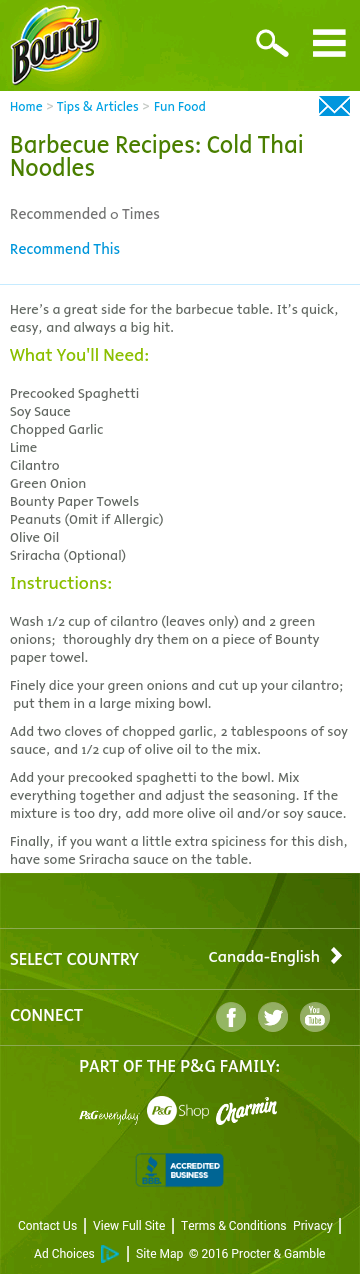 Bounty
Home > Tips & Articles > Fun Food
Barbecue Recipes: Cold Thai
Noodles
Recommended 0 Times
Recommend This
Here's a great side for the barbecue table. It's quick,
easy, and always a big hit.
What You'll Need:
Precooked Spaghetti
Soy Sauce
Chopped Garlic
Lime
Cilantro
Green Onion
Bounty Paper Towels
Peanuts (Omit if Allergic)
Olive Oil
Sriracha (Optional)
Instructions:
Wash 1/2 cup of cilantro (leaves only) and 2 green
onions;  thoroughly dry them on a piece of Bounty
paper towel.
Finely dice your green onions and cut up your cilantro;
put them in a large mixing bowl.
Add two cloves of chopped garlic, 2 tablespoons of soy
sauce, and 1/2 cup of olive oil to the mix.
Add your precooked spaghetti to the bowl. Mix
everything together and adjust the seasoning. If the
mixture is too dry, add more olive oil and/or soy sauce.
Finally, if you want a little extra spiciness for this dish,
have some Sriracha sauce on the table.
SELECT COUNTRY Canada-English
CONNECT You Tube
PART OF THE P&G FAMILY:
P&G everyday P&G Shop Charmin
BBB ACCREDITED BUSINESS
Contact Us | View Full Site | Terms & Conditions Privacy |
Ad Choices | Site Map © 2016 Procter & Gamble